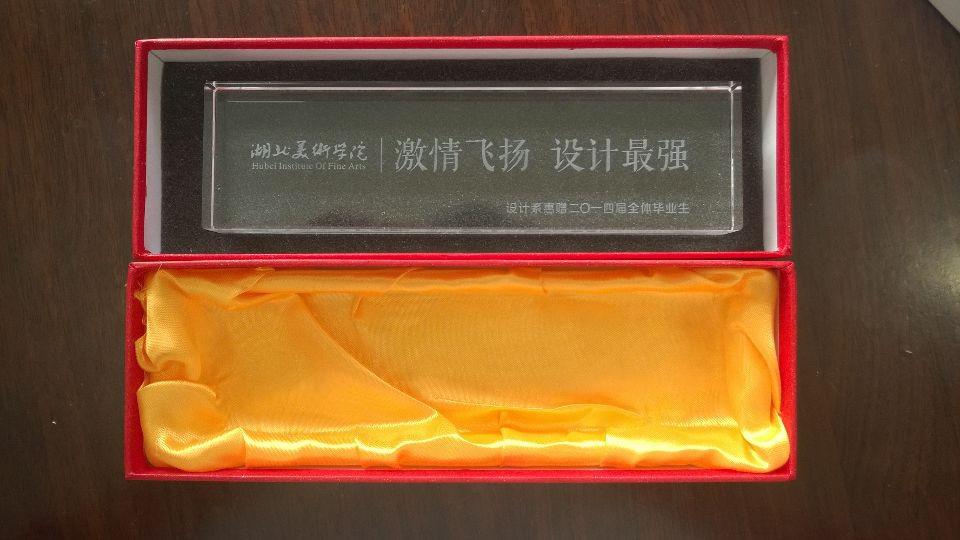 湖北美術学院
Hubei Institute Of Fine Arts
激情飞扬 设计最强
设计系惠赠二〇一四届全体毕业生